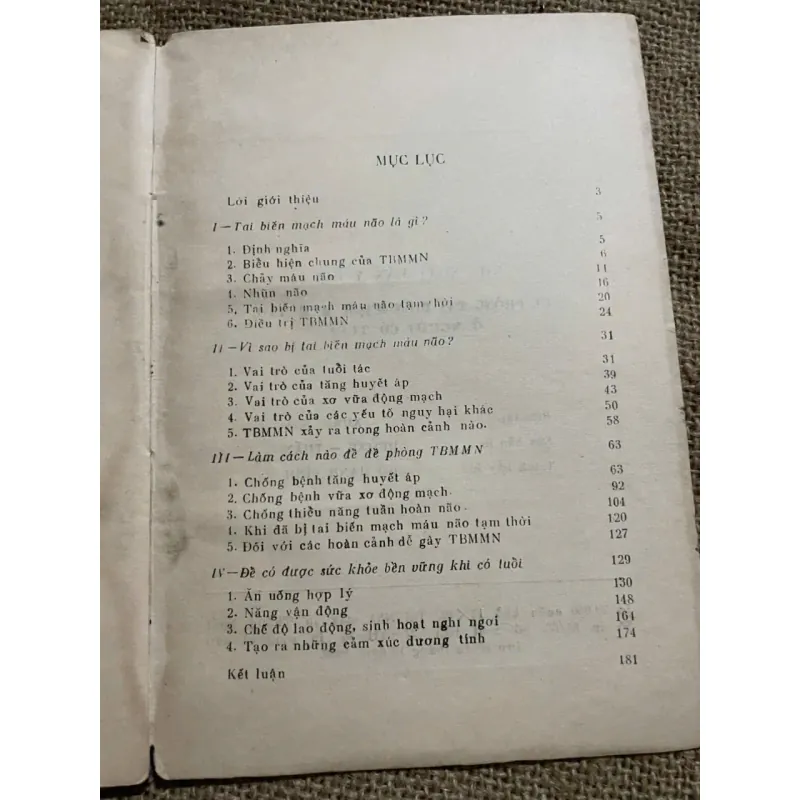 MỤC LỤC
Lời giới thiệu 3
I — Tai biến mạch máu não là gì? 5
1. Định nghĩa 5
2. Biểu hiện chung của TBMMN 6
3. Chảy máu não 11
4. Nhũn não 16
5. Tai biến mạch máu não tạm thời 20
6. Điều trị TBMMN 24
II — Vì sao bị tai biến mạch máu não? 31
1. Vai trò của tuổi tác 31
2. Vai trò của tăng huyết áp 39
3. Vai trò của xơ vữa động mạch 43
4. Vai trò của các yếu tố nguy hại khác 50
5. TBMMN xẩy ra trong hoàn cảnh nào. 58
III — Làm cách nào để đề phòng TBMMN 63
1. Chống bệnh tăng huyết áp 63
2. Chống bệnh vữa xơ động mạch. 92
3. Chống thiểu năng tuần hoàn não. 104
4. Khi đã bị tai biến mạch máu não tạm thời 120
5. Đối với các hoàn cảnh dễ gây TBMMN 127
IV — Để có được sức khỏe bền vững khi có tuổi 129
1. Ăn uống hợp lý 130
2. Năng vận động 148
3. Chế độ lao động, sinh hoạt nghỉ ngơi 164
4. Tạo ra những cảm xúc dương tính 174
Kết luận 181